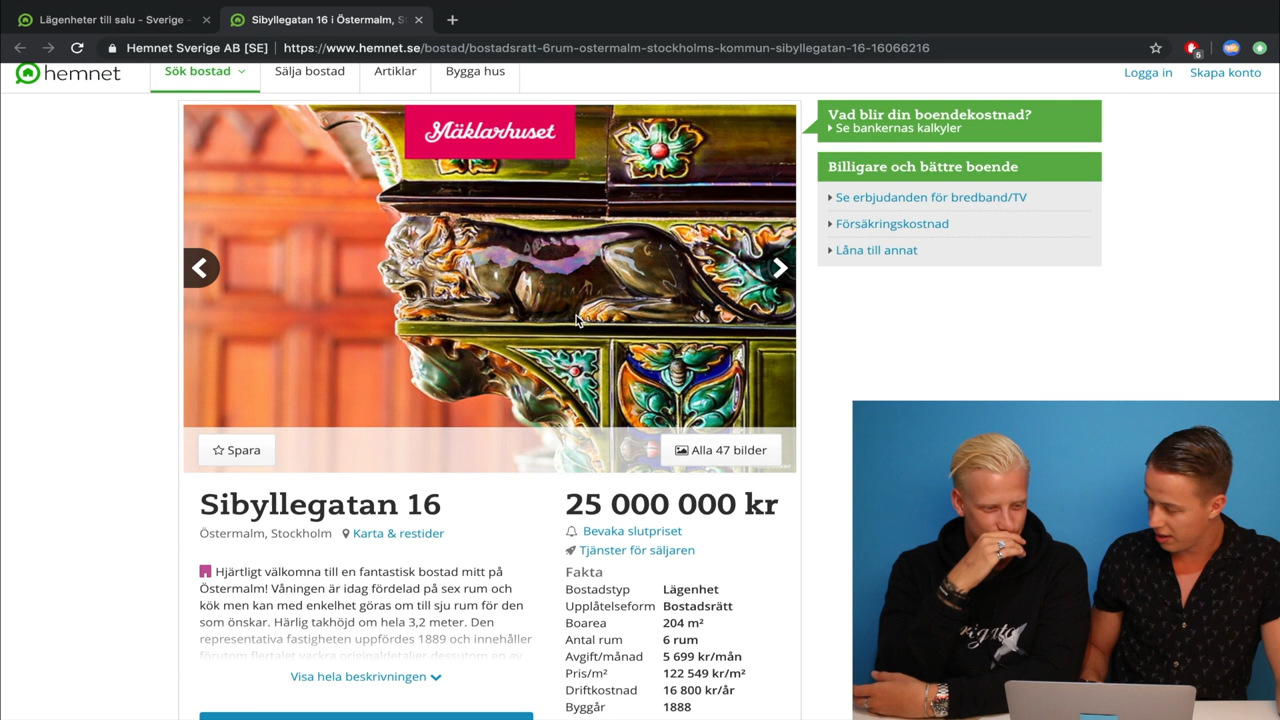 Lägenheter till salu - Sverige -
Sibyllegatan 16 i Östermalm, S
Hemnet Sverige AB [SE]
https://www.hemnet.se/bostad/bostadsratt-6rum-ostermalm-stockholms-kommun-sibyllegatan-16-16066216
6
hemnet
Sök bostad
Sälja bostad
Artiklar
Bygga hus
Logga in
Skapa konto
Mäklarhuset
Vad blir din boendekostnad?
Se bankernas kalkyler
Billigare och bättre boende
Se erbjudanden för bredband/TV
Försäkringskostnad
Låna till annat
Spara
Alla 47 bilder
Sibyllegatan 16
Östermalm, Stockholm
Karta & restider
Hjärtligt välkomna till en fantastisk bostad mitt på
Östermalm! Våningen är idag fördelad på sex rum och
kök men kan med enkelhet göras om till sju rum för den
som önskar. Härlig takhöjd om hela 3,2 meter. Den
representativa fastigheten uppfördes 1889 och innehåller
förutom flertalet vackra originaldetaljer dessutom en av
Visa hela beskrivningen
25 000 000 kr
Bevaka slutpriset
Tjänster för säljaren
Fakta
Bostadstyp Lägenhet
Upplåtelseform Bostadsrätt
Boarea 204 m²
Antal rum 6 rum
Avgift/månad 5 699 kr/mån
Pris/m² 122 549 kr/m²
Driftkostnad 16 800 kr/år
Byggår 1888